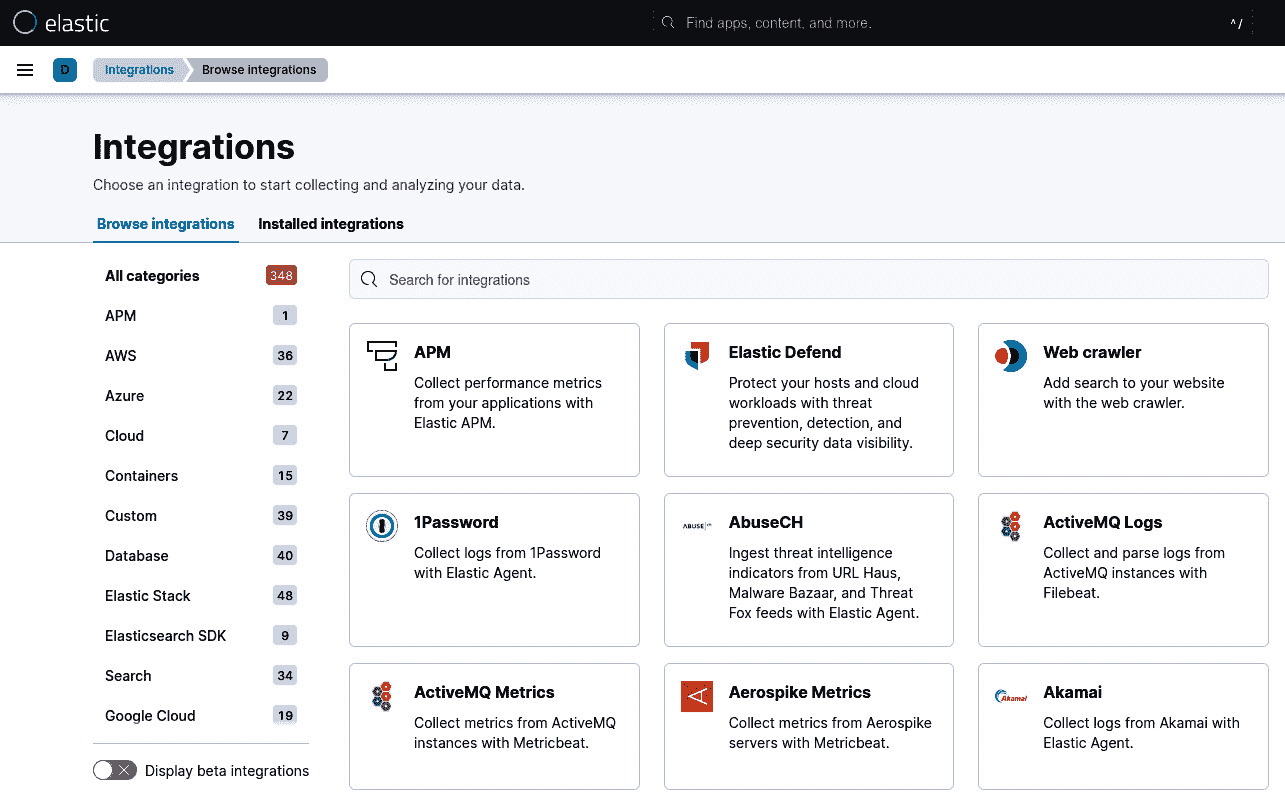 elastic
Find apps, content, and more.
^/
D
Integrations
Browse integrations
Integrations
Choose an integration to start collecting and analyzing your data.
Browse integrations
Installed integrations
All categories 348
APM 1
AWS 36
Azure 22
Cloud 7
Containers 15
Custom 39
Database 40
Elastic Stack 48
Elasticsearch SDK 9
Search 34
Google Cloud 19
Display beta integrations
Search for integrations
APM
Collect performance metrics
from your applications with
Elastic APM.
Elastic Defend
Protect your hosts and cloud
workloads with threat
prevention, detection, and
deep security data visibility.
Web crawler
Add search to your website
with the web crawler.
1Password
Collect logs from 1Password
with Elastic Agent.
ABUSE
AbuseCH
Ingest threat intelligence
indicators from URL Haus,
Malware Bazaar, and Threat
Fox feeds with Elastic Agent.
ActiveMQ Logs
Collect and parse logs from
ActiveMQ instances with
Filebeat.
ActiveMQ Metrics
Collect metrics from ActiveMQ
instances with Metricbeat.
Aerospike Metrics
Collect metrics from Aerospike
servers with Metricbeat.
Akamai
Akamai
Collect logs from Akamai with
Elastic Agent.